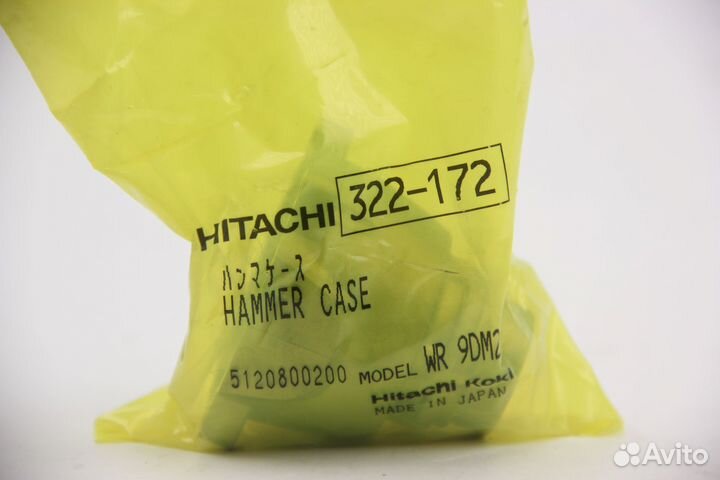 HITACHI 322-172
ハンマケース
HAMMER CASE
5120800200 MODEL WR 9DM2
Hitachi Koki
MADE IN JAPAN
Avito